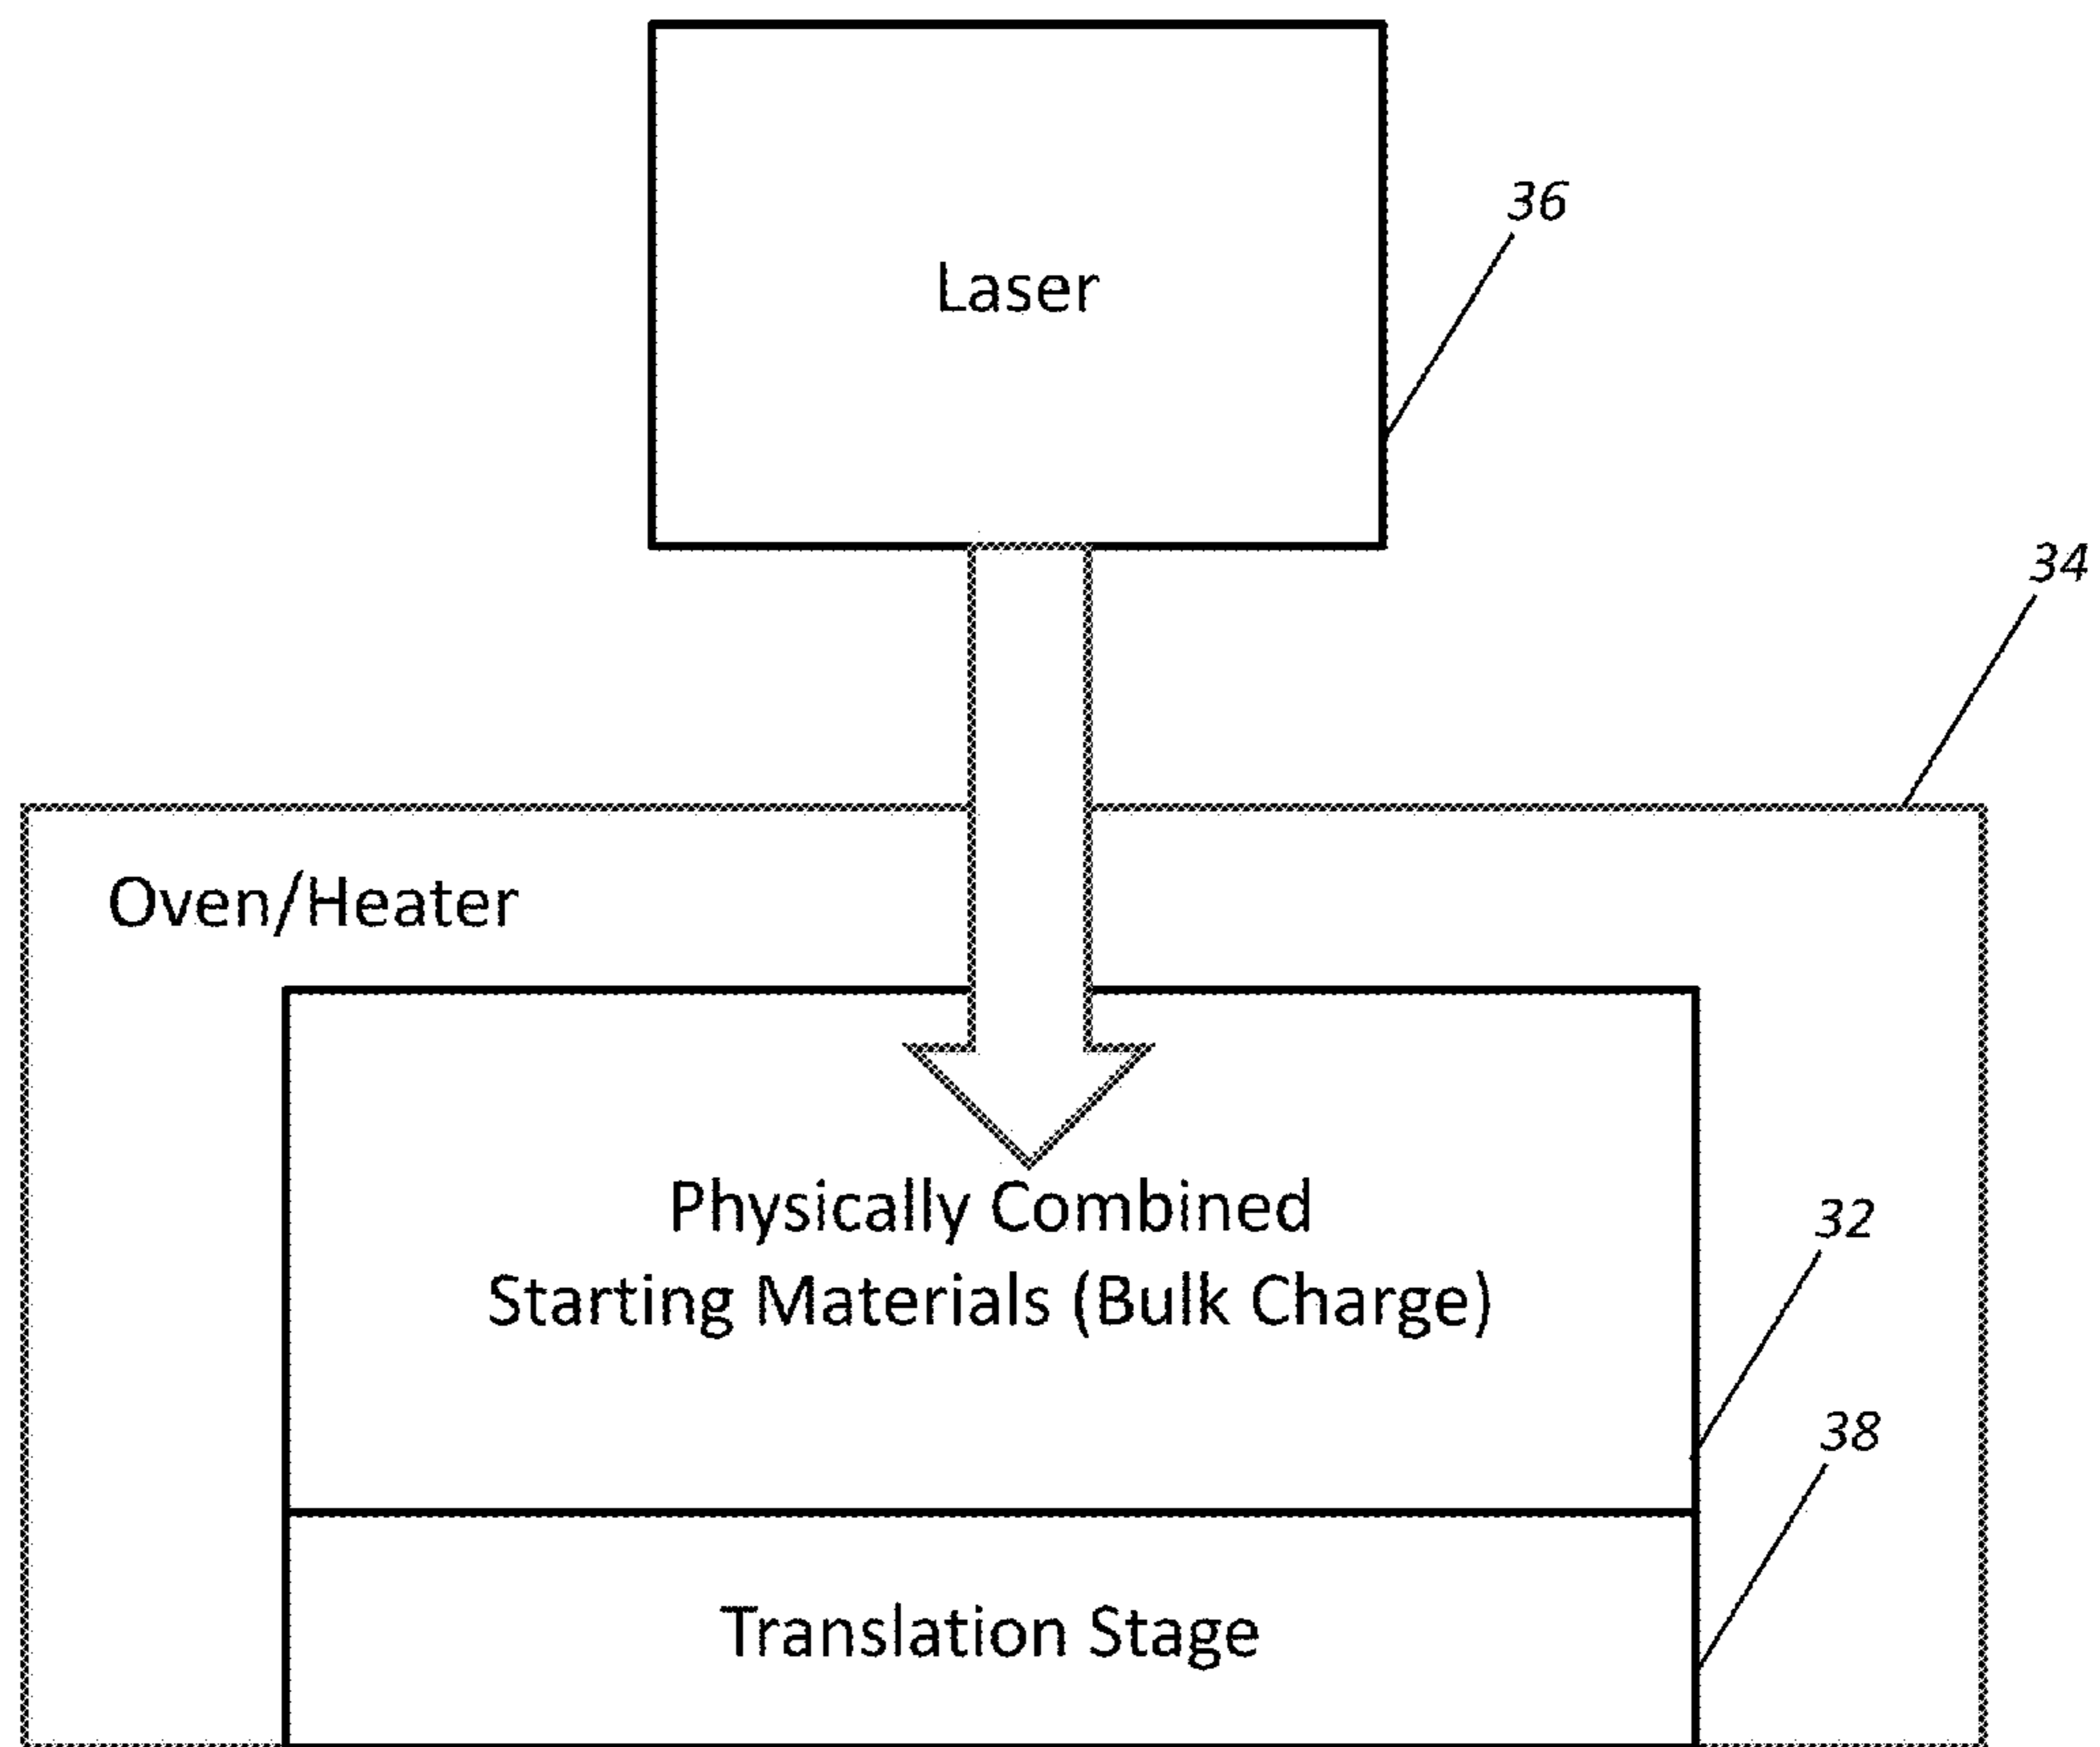 Laser
36
34
Oven/Heater
Physically Combined
Starting Materials (Bulk Charge)
32
38
Translation Stage